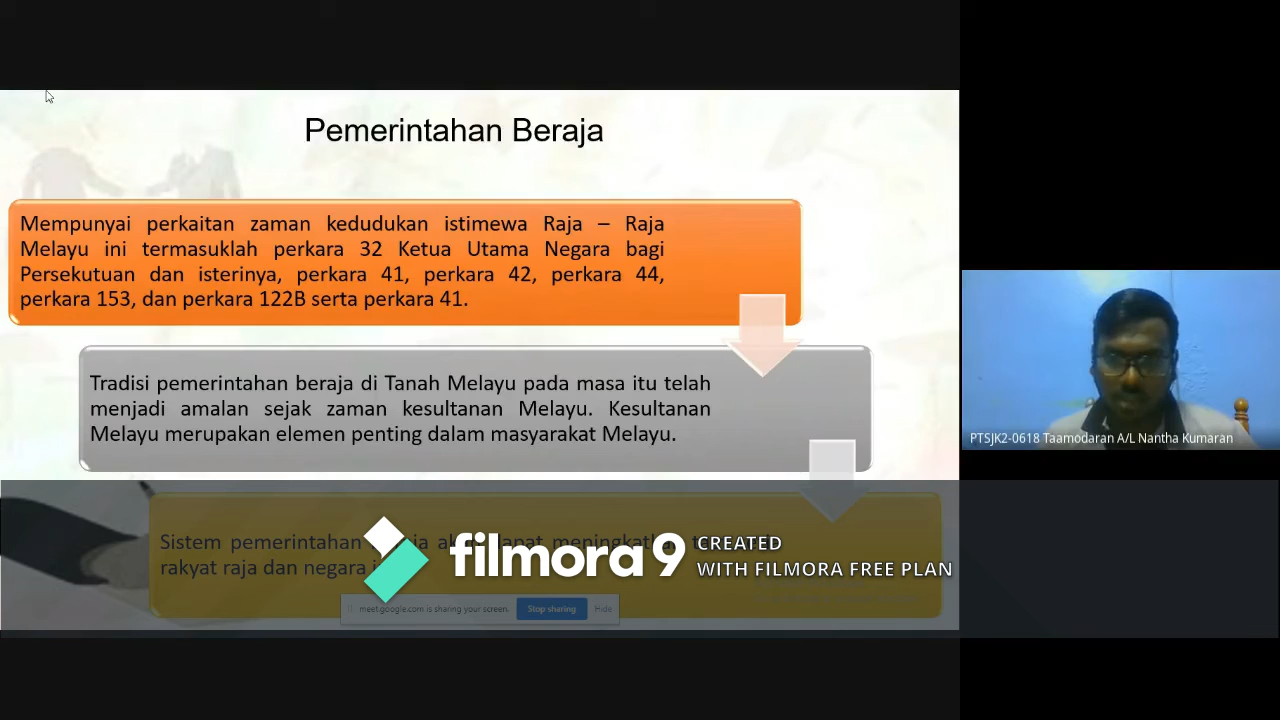 Pemerintahan Beraja
Mempunyai perkaitan zaman kedudukan istimewa Raja – Raja
Melayu ini termasuklah perkara 32 Ketua Utama Negara bagi
Persekutuan dan isterinya, perkara 41, perkara 42, perkara 44,
perkara 153, dan perkara 122B serta perkara 41.
Tradisi pemerintahan beraja di Tanah Melayu pada masa itu telah
menjadi amalan sejak zaman kesultanan Melayu. Kesultanan
Melayu merupakan elemen penting dalam masyarakat Melayu.
Sistem pemerintahan
rakyat raja dan negara
filmora9
CREATED
WITH FILMORA FREE PLAN
meet.google.com is sharing your screen.
Stop sharing
Hide
PTSJK2-0618 Taamodaran A/L Nantha Kumaran